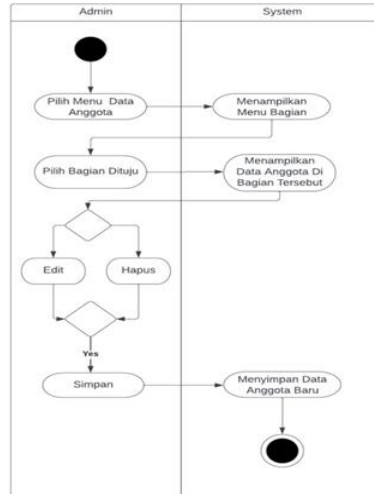 Admin
System
Pilih Menu Data
Anggota
Menampilkan
Menu Bagian
Pilih Bagian Dituju
Menampilkan
Data Anggota Di
Bagian Tersebut
Edit
Hapus
Yes
Simpan
Menyimpan Data
Anggota Baru